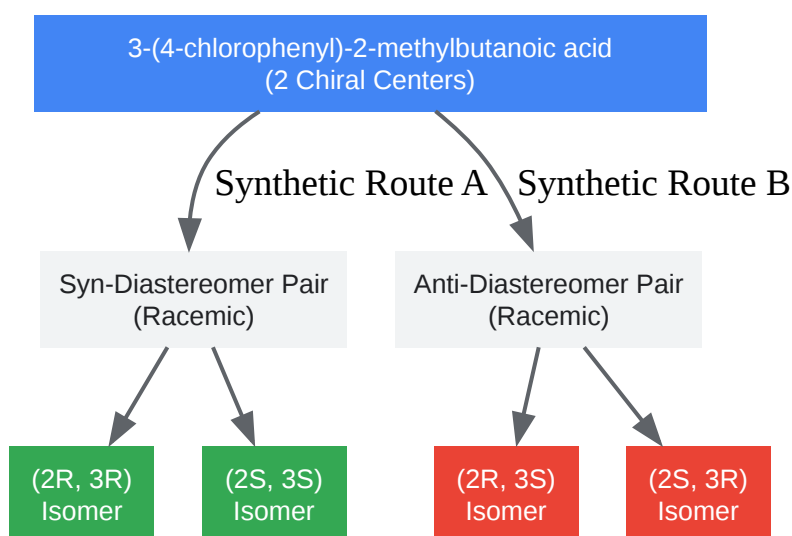 3-(4-chlorophenyl)-2-methylbutanoic acid
(2 Chiral Centers)
Synthetic Route A
Synthetic Route B
Syn-Diastereomer Pair
(Racemic)
Anti-Diastereomer Pair
(Racemic)
(2R, 3R)
Isomer
(2S, 3S)
Isomer
(2R, 3S)
Isomer
(2S, 3R)
Isomer